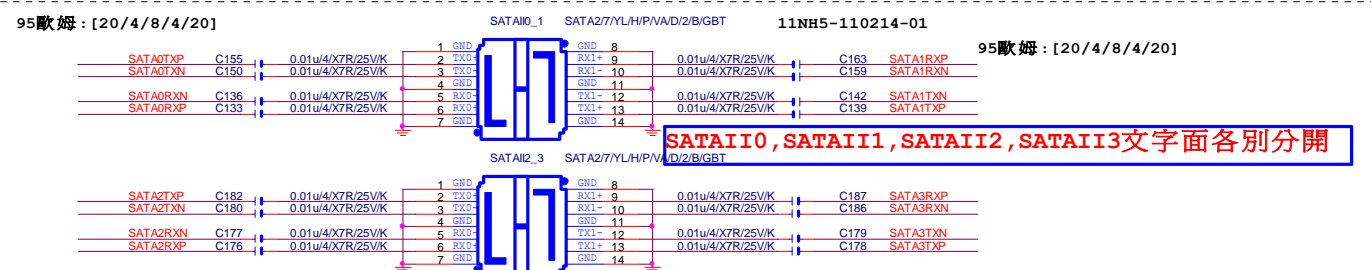 95歐姆:[20/4/8/4/20] SATAII0_1 SATA2/7/YL/H/P/VA/D/2/B/GBT 11NH5-110214-01
95歐姆:[20/4/8/4/20]
1 GND GND 8
SATA0TXP C155 0.01u/4/X7R/25V/K 2 TX0+ RX1+ 9 0.01u/4/X7R/25V/K C163 SATA1RXP
SATA0TXN C150 0.01u/4/X7R/25V/K 3 TX0- RX1- 10 0.01u/4/X7R/25V/K C159 SATA1RXN
4 GND GND 11
SATA0RXN C136 0.01u/4/X7R/25V/K 5 RX0- TX1- 12 0.01u/4/X7R/25V/K C142 SATA1TXN
SATA0RXP C133 0.01u/4/X7R/25V/K 6 RX0+ TX1+ 13 0.01u/4/X7R/25V/K C139 SATA1TXP
7 GND GND 14
SATAII0,SATAII1,SATAII2,SATAII3文字面各別分開
SATAII2_3 SATA2/7/YL/H/P/VA/D/2/B/GBT
1 GND GND 8
SATA2TXP C182 0.01u/4/X7R/25V/K 2 TX0+ RX1+ 9 0.01u/4/X7R/25V/K C187 SATA3RXP
SATA2TXN C180 0.01u/4/X7R/25V/K 3 TX0- RX1- 10 0.01u/4/X7R/25V/K C186 SATA3RXN
4 GND GND 11
SATA2RXN C177 0.01u/4/X7R/25V/K 5 RX0- TX1- 12 0.01u/4/X7R/25V/K C179 SATA3TXN
SATA2RXP C176 0.01u/4/X7R/25V/K 6 RX0+ TX1+ 13 0.01u/4/X7R/25V/K C178 SATA3TXP
7 GND GND 14